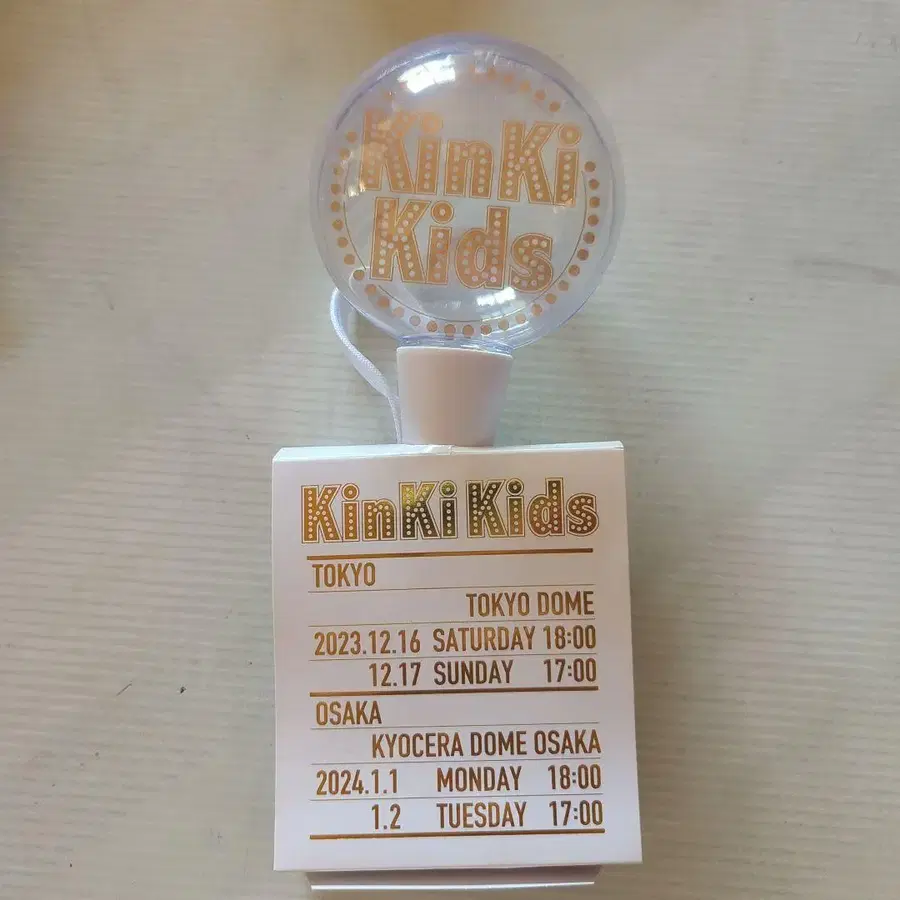 KinKi
Kids
KinKi Kids
TOKYO
TOKYO DOME
2023.12.16 SATURDAY 18:00
12.17 SUNDAY 17:00
OSAKA
KYOCERA DOME OSAKA
2024.1.1 MONDAY 18:00
1.2 TUESDAY 17:00